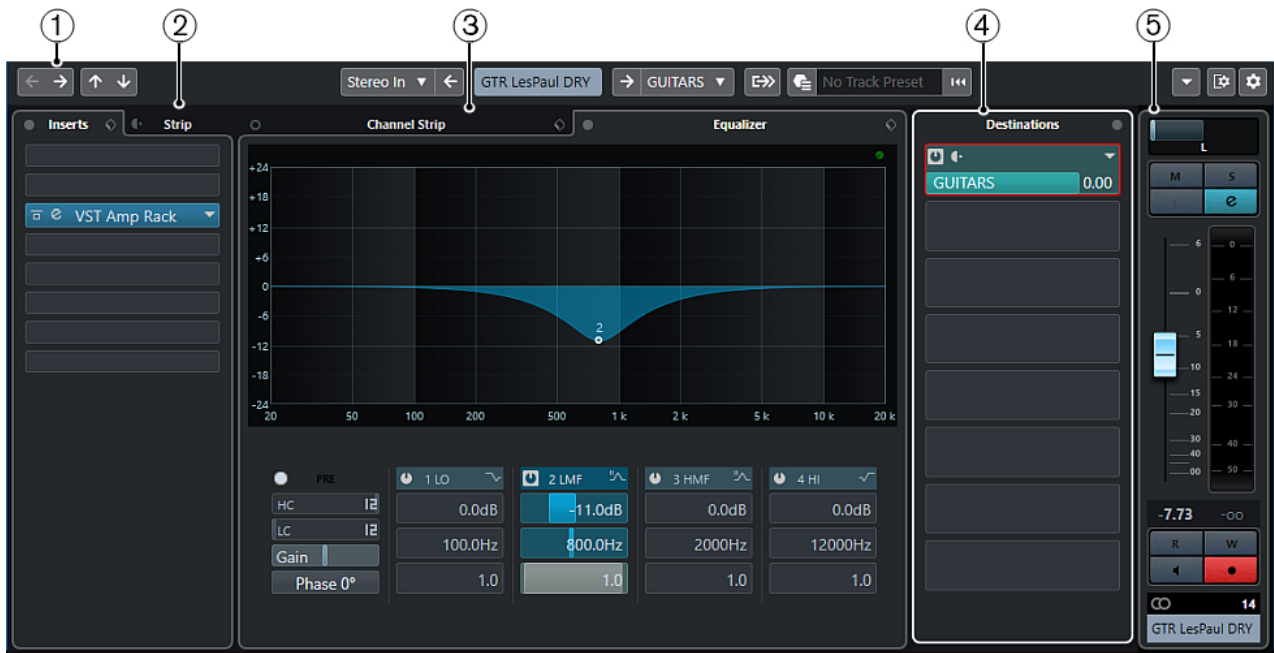 1 2 3 4 5
Stereo In GTR LesPaul DRY GUITARS No Track Preset
Inserts Strip Channel Strip Equalizer Destinations
L
M S
L e
VST Amp Rack
GUITARS 0.00
+24
+18
+12
+6
0
-6
-12
-18
-24
2
20 50 100 200 500 1 k 2 k 5 k 10 k 20 k
6
0
5
10
15
20
30
40
00
0
6
12
18
24
30
40
50
PRE 1 LO 2 LMF 3 HMF 4 HI
HC 12 0.0dB -11.0dB 0.0dB 0.0dB
LC 12 100.0Hz 800.0Hz 2000Hz 12000Hz
Gain
Phase 0° 1.0 1.0 1.0 1.0
-7.73 -oo
R W
14
GTR LesPaul DRY